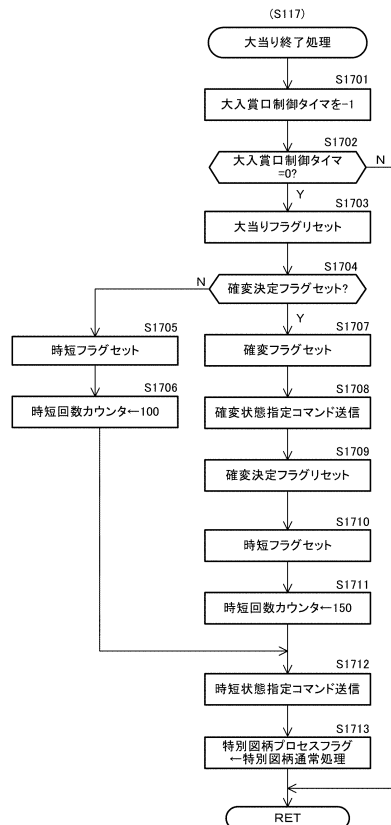 (S117)
大当り終了処理
S1701
大入賞口制御タイマを-1
S1702
大入賞口制御タイマ
=0?
N
Y
S1703
大当りフラグリセット
S1704
確変決定フラグセット?
N
Y
S1705
時短フラグセット
S1706
時短回数カウンタ←100
S1707
確変フラグセット
S1708
確変状態指定コマンド送信
S1709
確変決定フラグリセット
S1710
時短フラグセット
S1711
時短回数カウンタ←150
S1712
時短状態指定コマンド送信
S1713
特別図柄プロセスフラグ
←特別図柄通常処理
RET